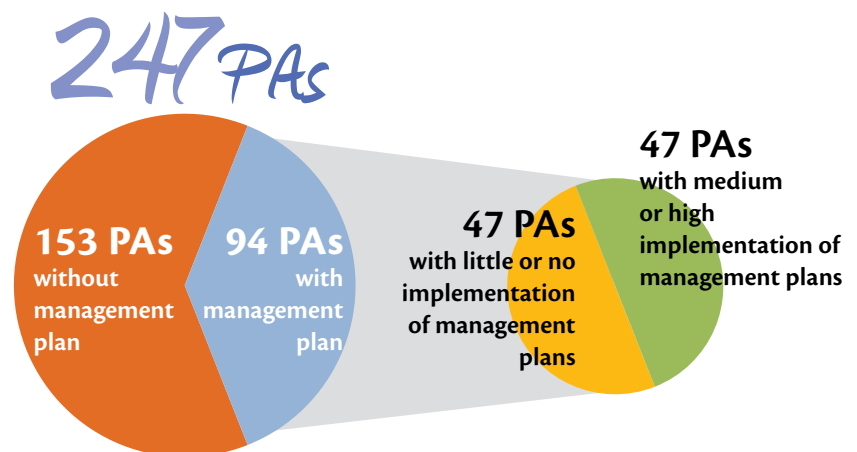 247 PAs
153 PAs
without
management
plan
94 PAs
with
management
plan
47 PAs
with little or no
implementation
of management
plans
47 PAs
with medium
or high
implementation of
management plans